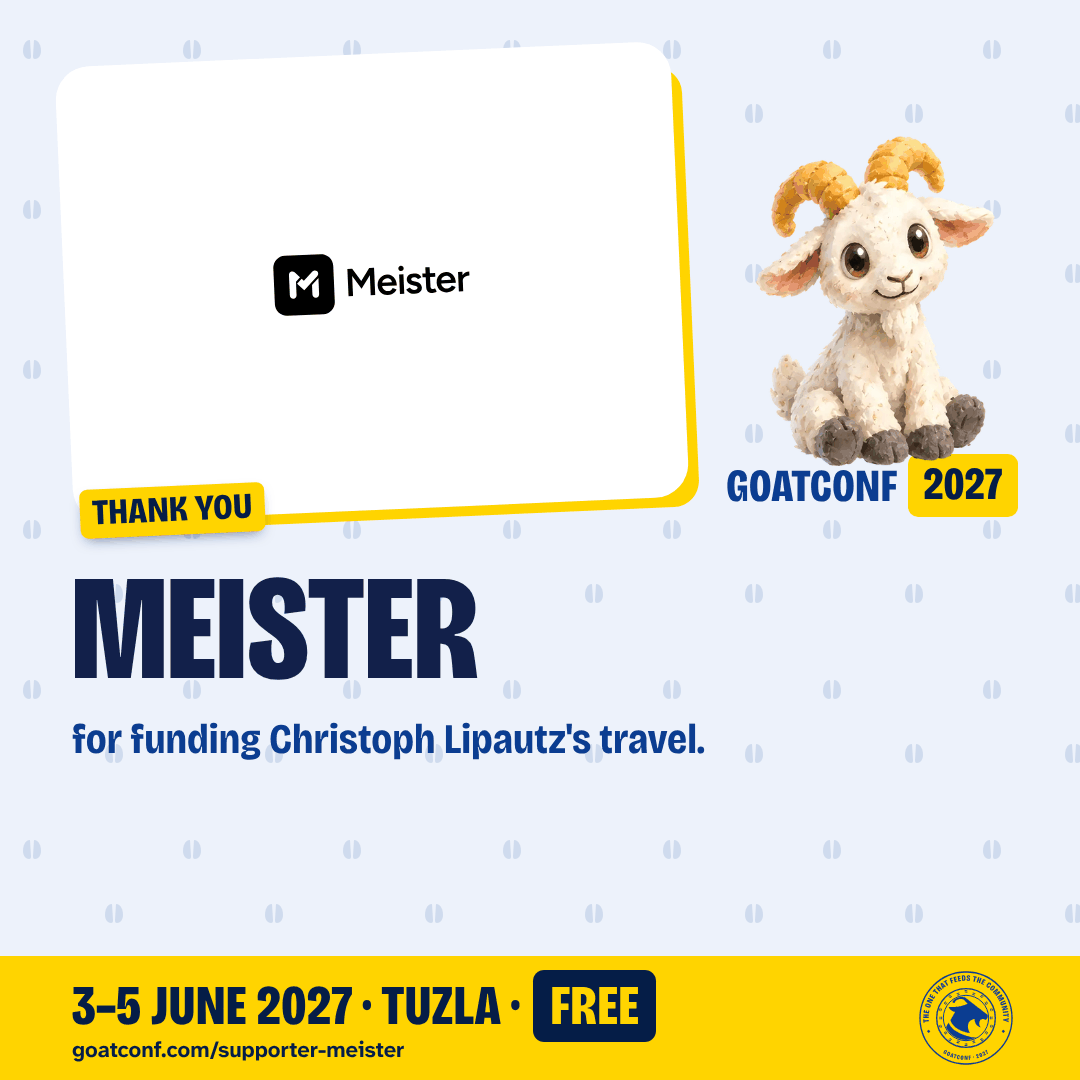 Meister
THANK YOU
GOATCONF 2027
MEISTER
for funding Christoph Lipautz's travel.
3–5 JUNE 2027 · TUZLA · FREE
goatconf.com/supporter-meister
THE ONE THAT FEEDS THE COMMUNITY
GOATCONF · 2027